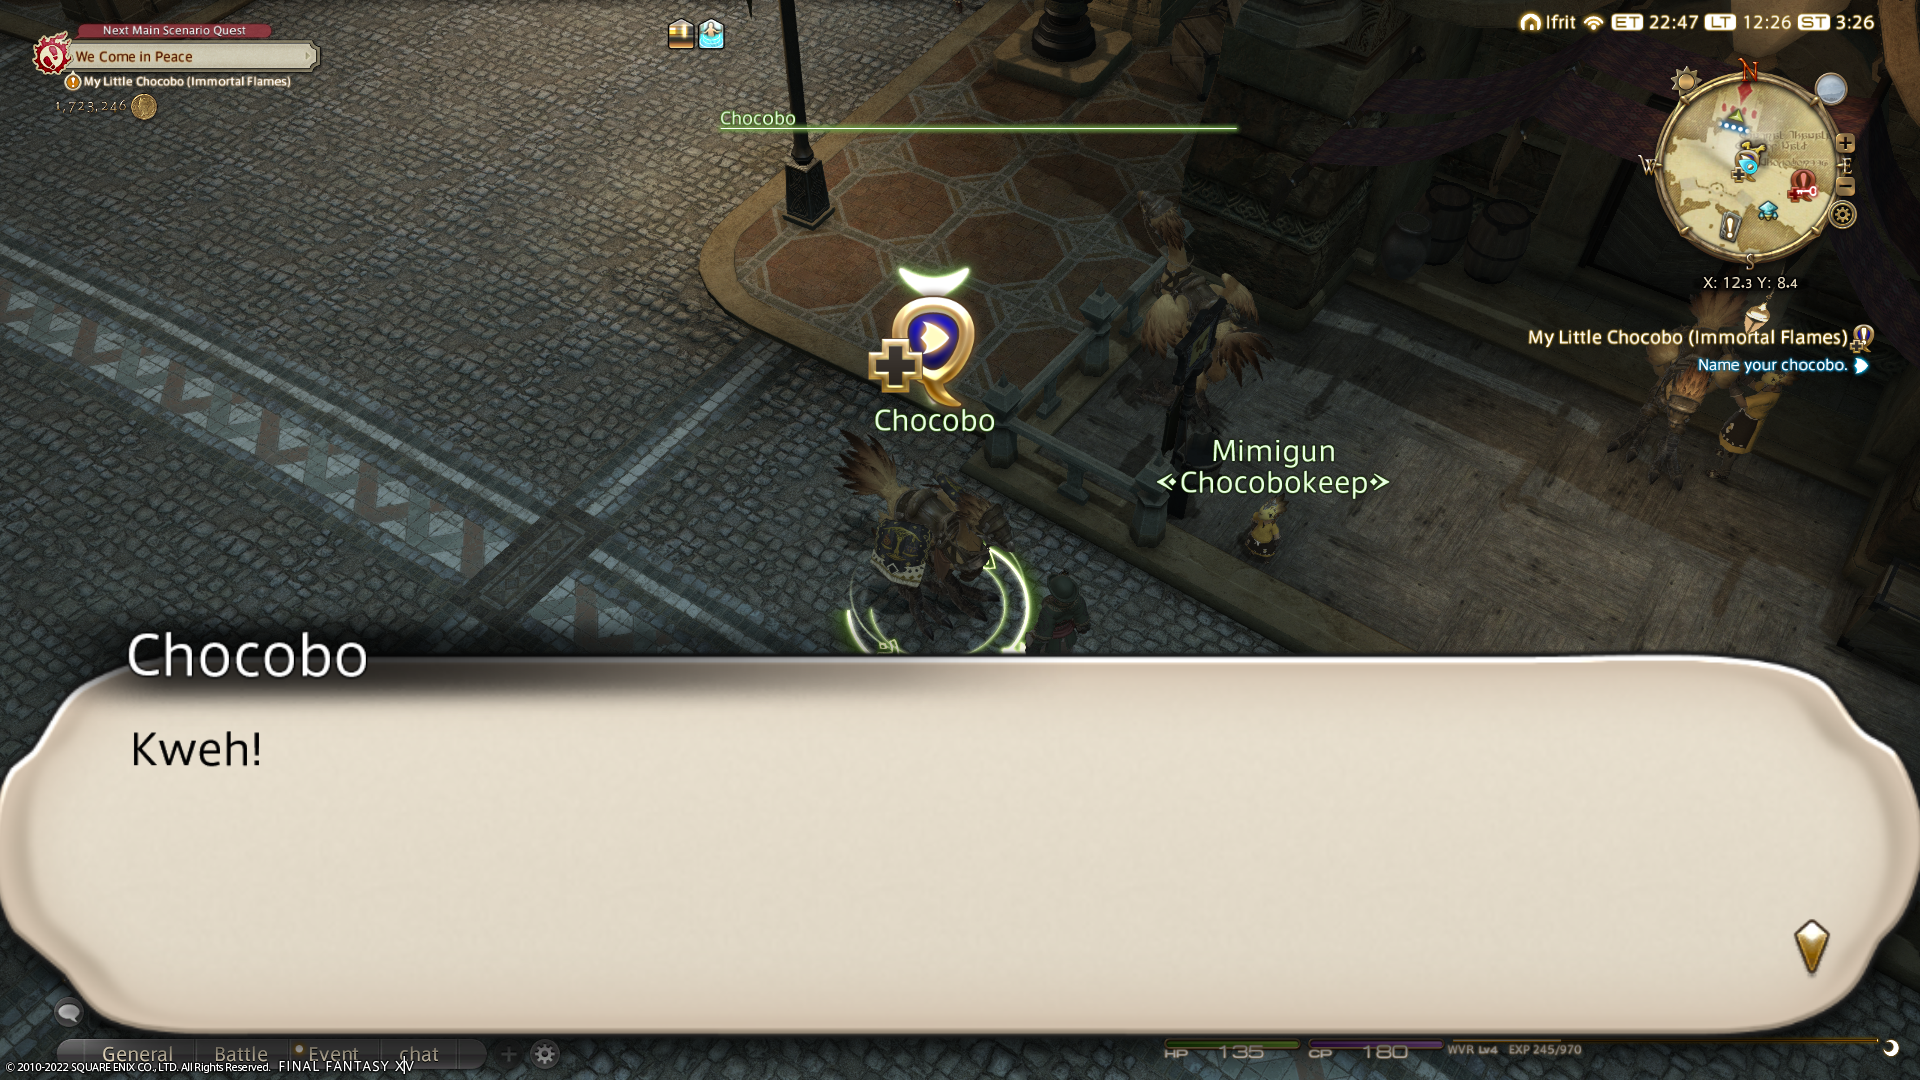 Next Main Scenario Quest
We Come in Peace
My Little Chocobo (Immortal Flames)
1,723,246
Ifrit ET 22:47 LT 12:26 ST 3:26
Chocobo
N
W
E
S
X: 12.3 Y: 8.4
My Little Chocobo (Immortal Flames)
Name your chocobo.
Chocobo
Mimigun
Chocobokeep
Chocobo
Kweh!
General Battle Event chat
HP 135 CP 180 WVR Lv4 EXP 245/970
© 2010-2022 SQUARE ENIX CO., LTD. All Rights Reserved. FINAL FANTASY XIV